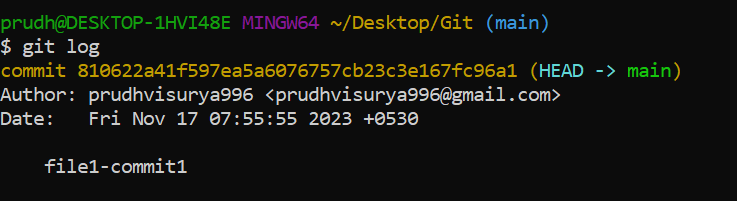 prudh@DESKTOP-1HVI48E MINGW64 ~/Desktop/Git (main)
$ git log
commit 810622a41f597ea5a6076757cb23c3e167fc96a1 (HEAD -> main)
Author: prudhvisurya996 <prudhvisurya996@gmail.com>
Date:   Fri Nov 17 07:55:55 2023 +0530
    file1-commit1